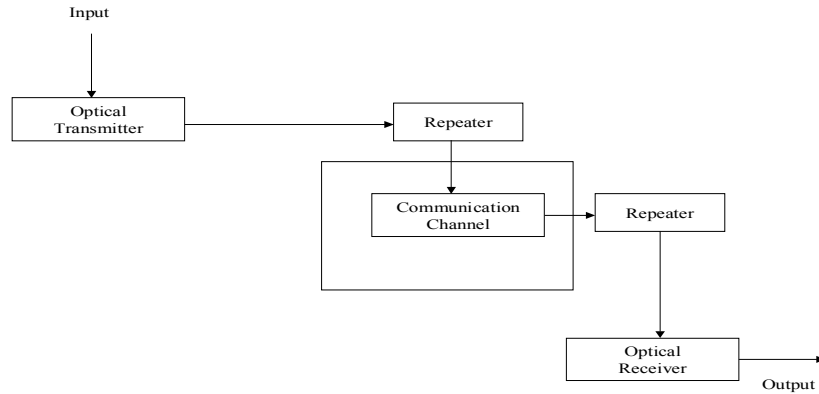 Input
Optical
Transmitter
Repeater
Communication
Channel
Repeater
Optical
Receiver
Output